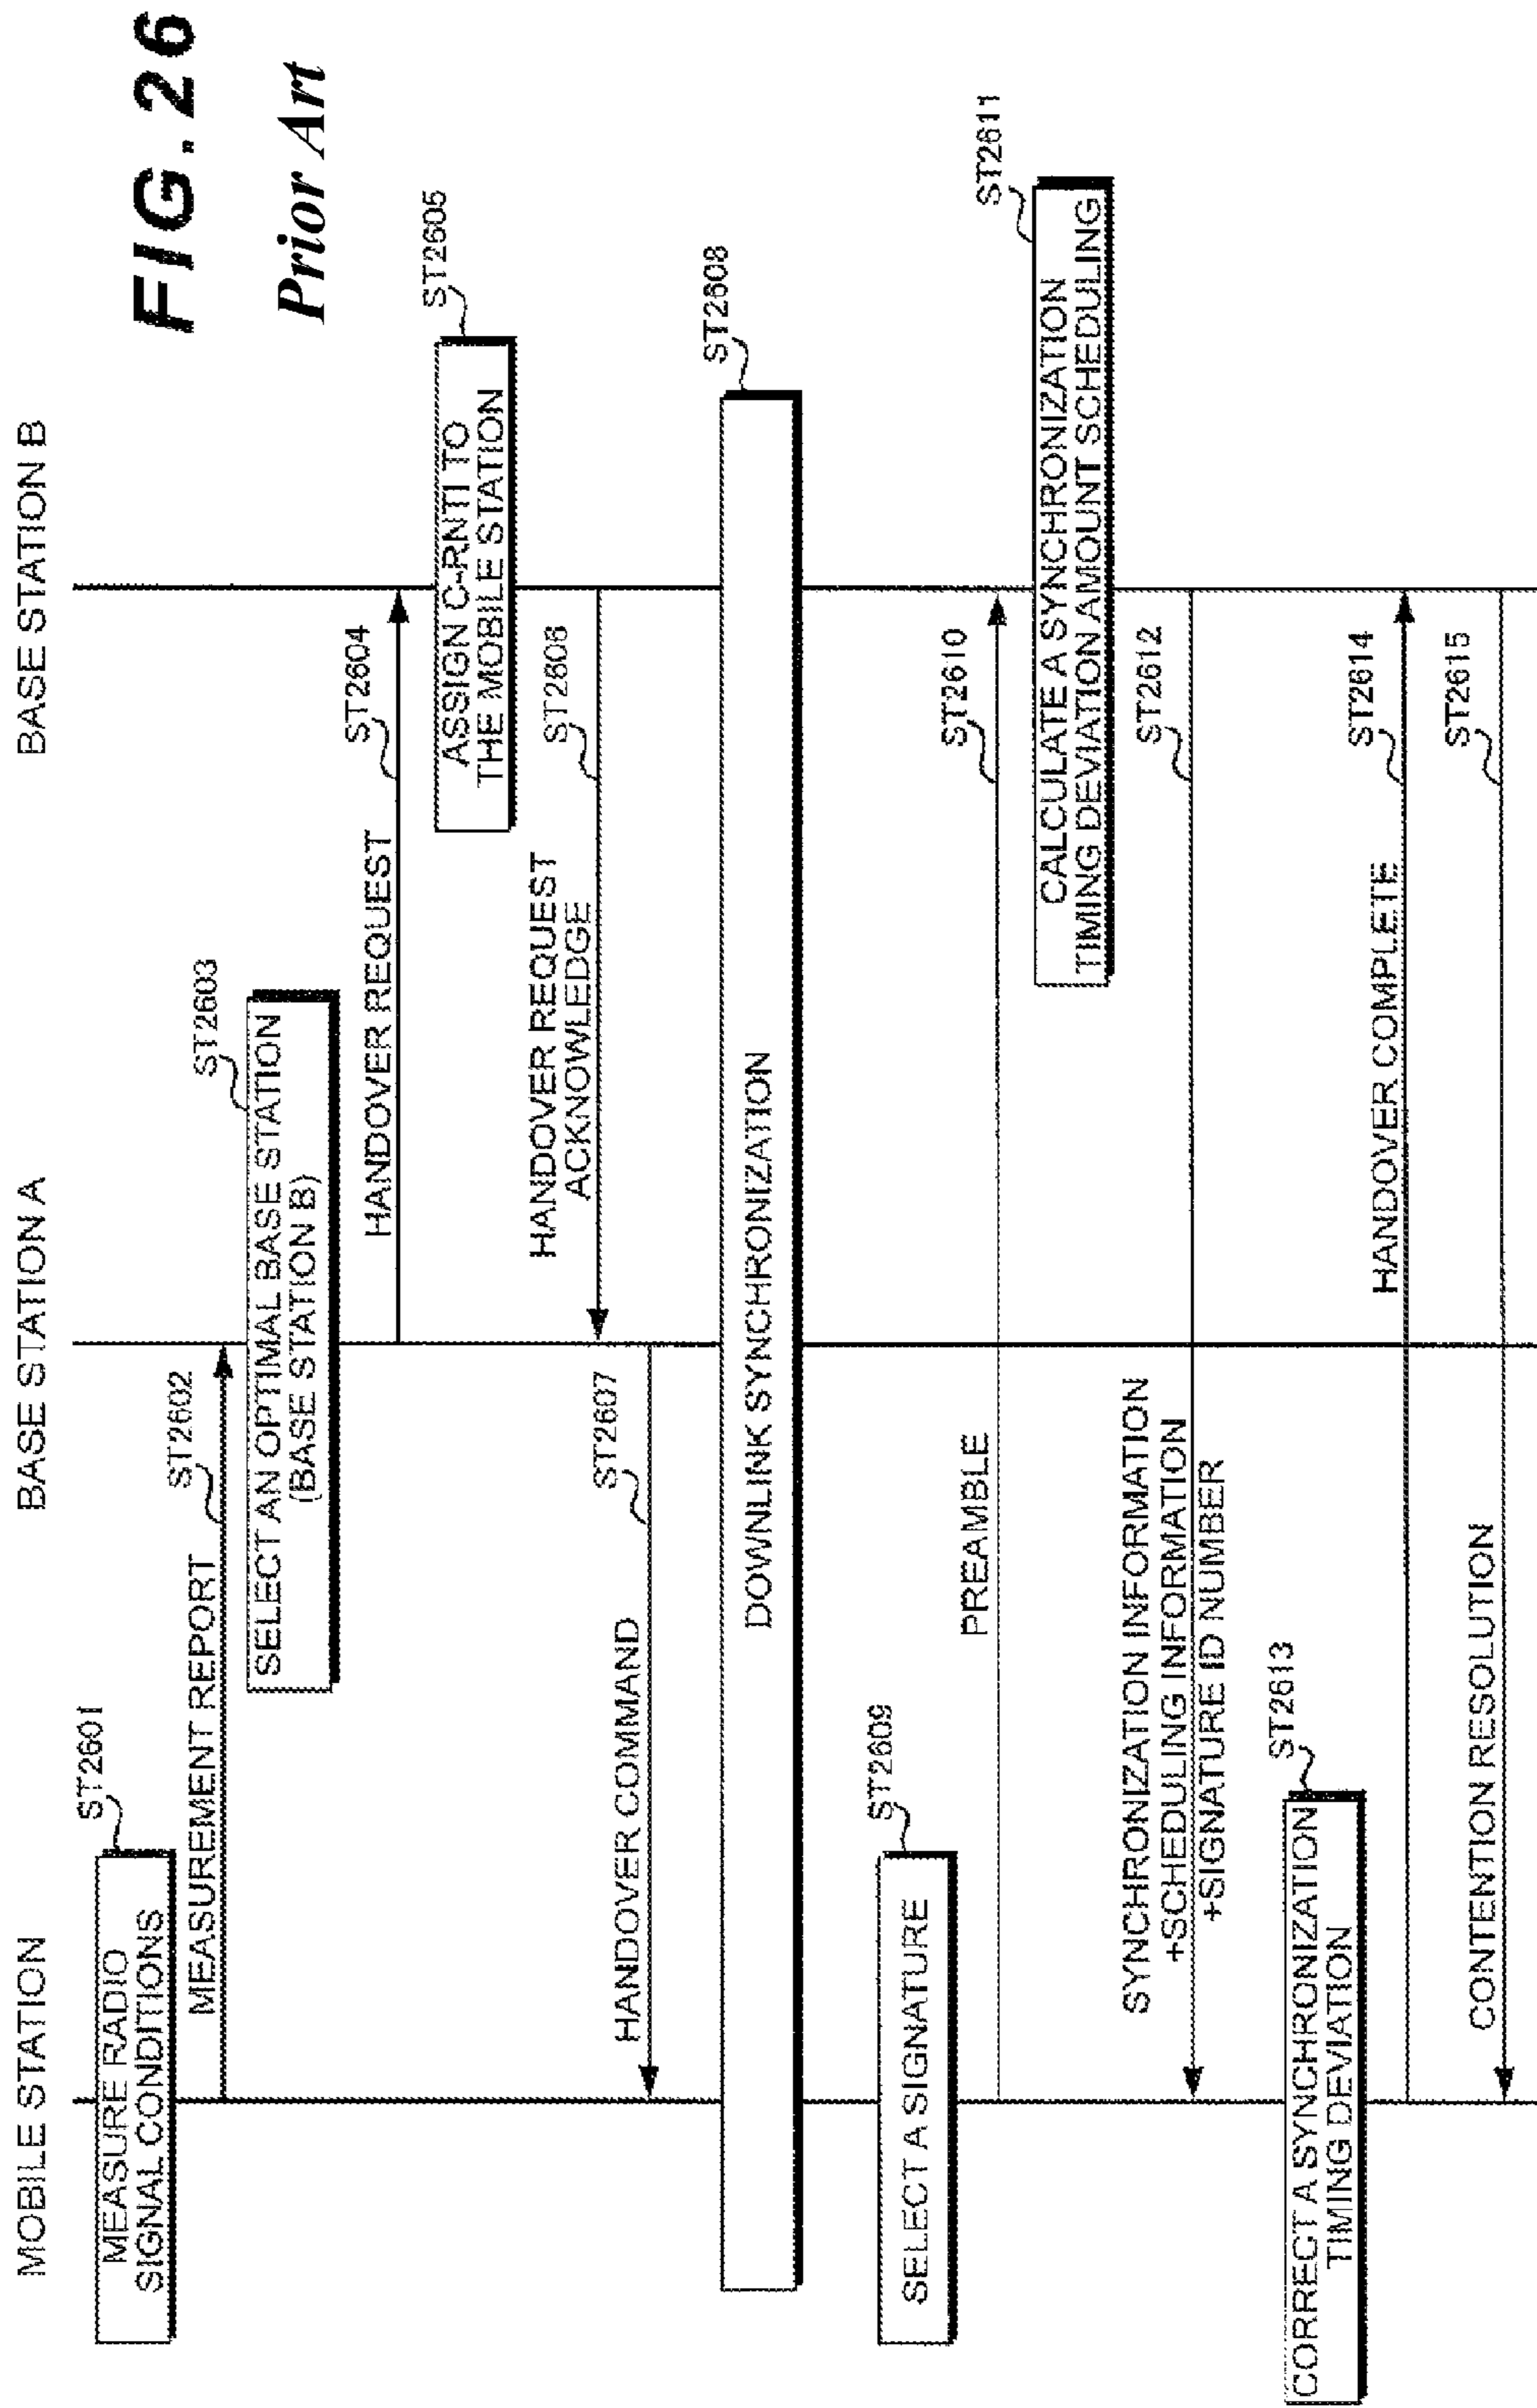 FIG. 26
Prior Art
MOBILE STATION
BASE STATION A
BASE STATION B
ST2601
MEASURE RADIO
SIGNAL CONDITIONS
MEASUREMENT REPORT
ST2602
ST2603
SELECT AN OPTIMAL BASE STATION
(BASE STATION B)
HANDOVER REQUEST
ST2604
ST2605
ASSIGN C-RNTI TO
THE MOBILE STATION
HANDOVER REQUEST
ACKNOWLEDGE
ST2606
HANDOVER COMMAND
ST2607
ST2608
DOWNLINK SYNCHRONIZATION
ST2609
SELECT A SIGNATURE
PREAMBLE
ST2610
ST2611
CALCULATE A SYNCHRONIZATION
TIMING DEVIATION AMOUNT SCHEDULING
SYNCHRONIZATION INFORMATION
+SCHEDULING INFORMATION
+SIGNATURE ID NUMBER
ST2612
ST2613
CORRECT A SYNCHRONIZATION
TIMING DEVIATION
HANDOVER COMPLETE
ST2614
CONTENTION RESOLUTION
ST2615